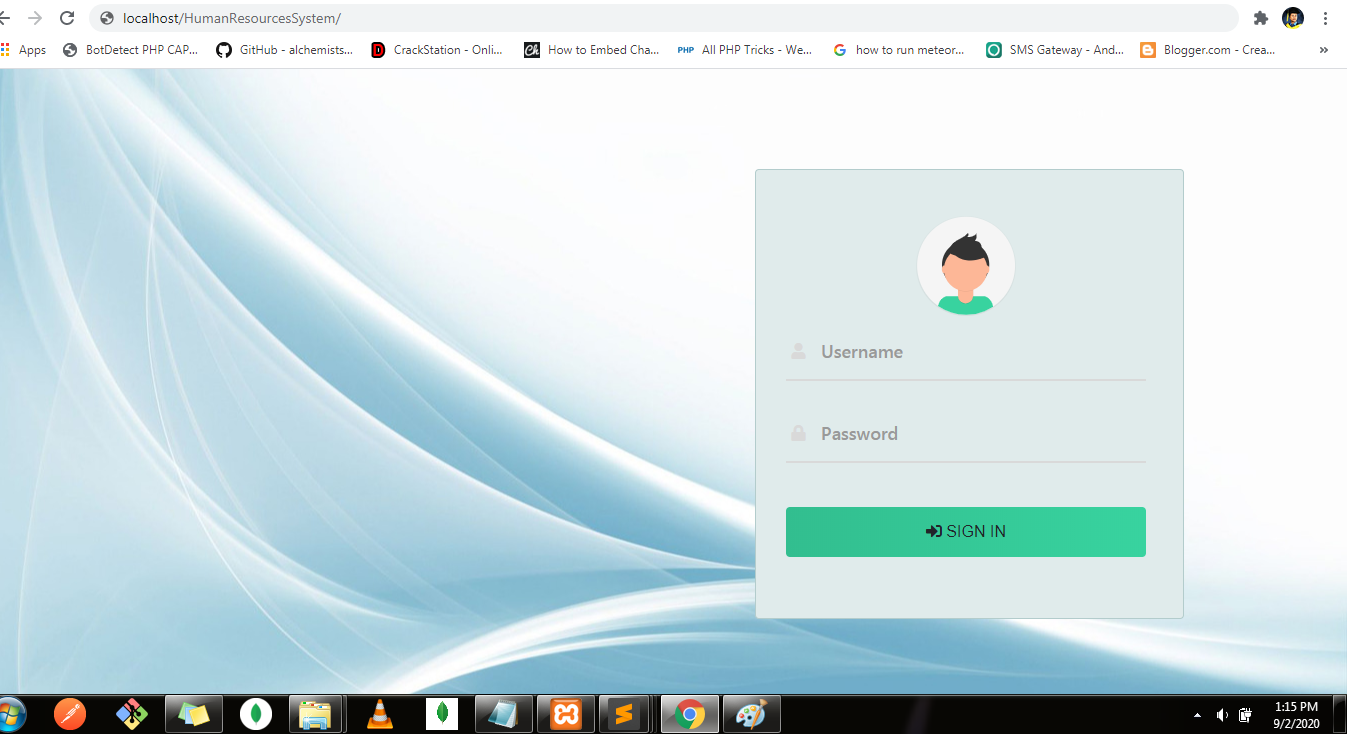 localhost/HumanResourcesSystem/
Apps BotDetect PHP CAP... GitHub - alchemists... CrackStation - Onli... Ch How to Embed Cha... PHP All PHP Tricks - We... how to run meteor... SMS Gateway - And... Blogger.com - Crea... »
Username
Password
SIGN IN
1:15 PM
9/2/2020